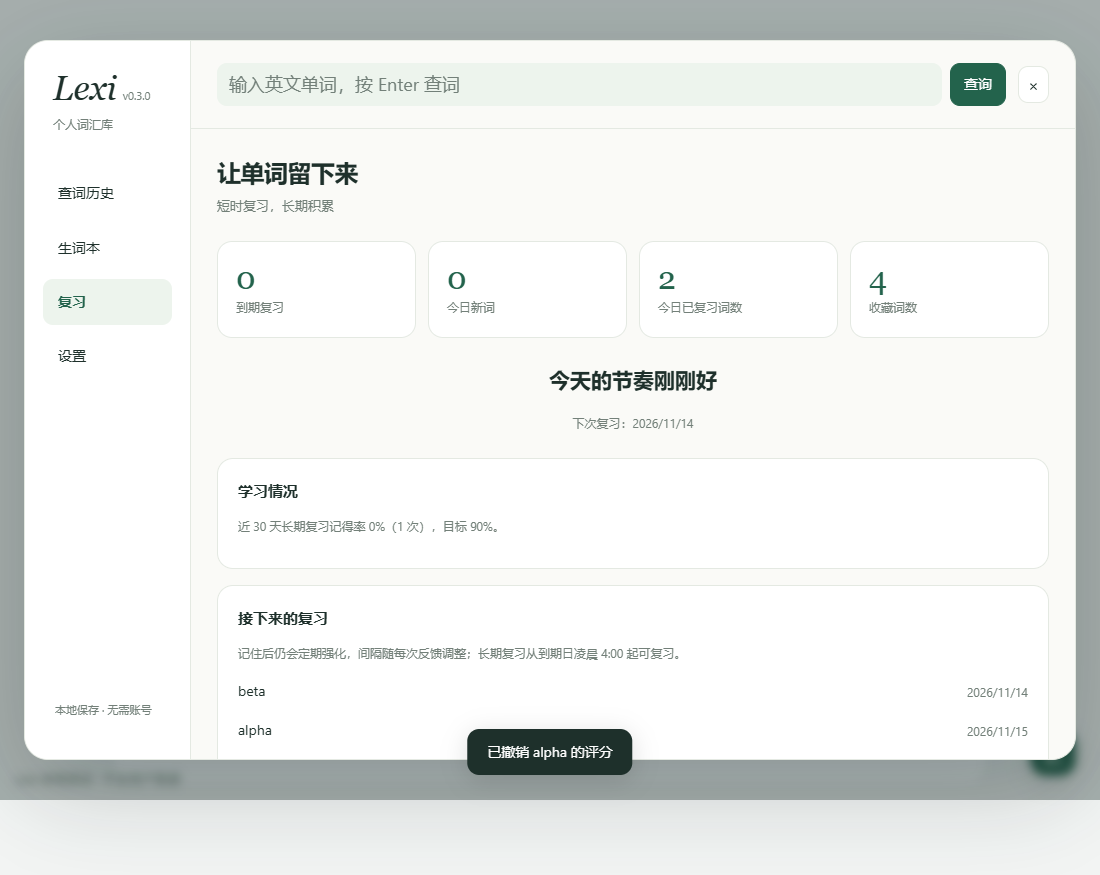 Lexi v0.3.0
个人词汇库
查词历史
生词本
复习
设置
本地保存 · 无需账号
输入英文单词，按 Enter 查词
查询
×
让单词留下来
短时复习，长期积累
0
到期复习
0
今日新词
2
今日已复习词数
4
收藏词数
今天的节奏刚刚好
下次复习：2026/11/14
学习情况
近 30 天长期复习记得率 0%（1 次），目标 90%。
接下来的复习
记住后仍会定期强化，间隔随每次反馈调整；长期复习从到期日凌晨 4:00 起可复习。
beta 2026/11/14
alpha 2026/11/15
已撤销 alpha 的评分